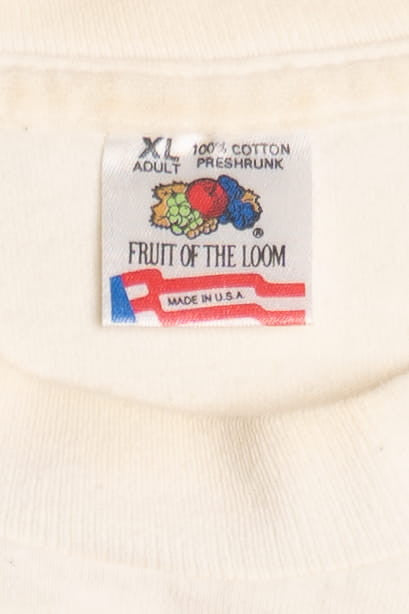 XL 100% COTTON
ADULT PRESHRUNK
®
FRUIT OF THE LOOM
MADE IN U.S.A.